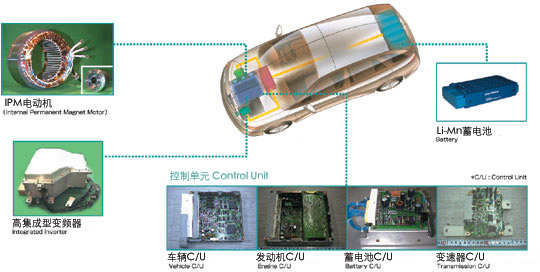 IPM电动机
(Internal Permanent Magnet Motor)
Li-Mn蓄电池
Battery
高集成型变频器
Integrated Inverter
控制单元 Control Unit
*C/U : Control Unit
车辆C/U
Vehicle C/U
发动机C/U
Engine C/U
蓄电池C/U
Battery C/U
变速器C/U
Transmission C/U